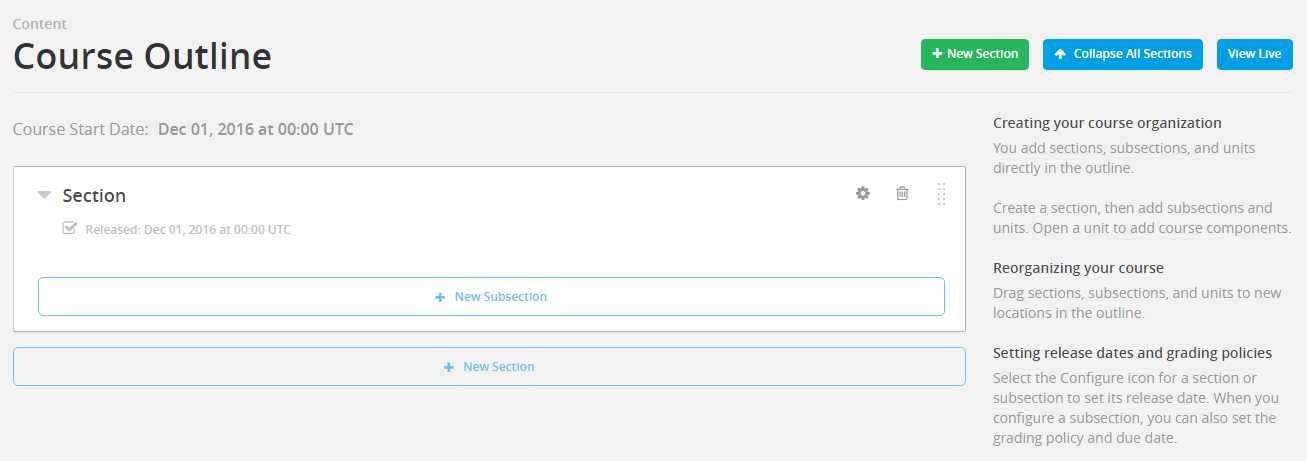 Content
Course Outline
New Section
Collapse All Sections
View Live
Course Start Date: Dec 01, 2016 at 00:00 UTC
Section
Released: Dec 01, 2016 at 00:00 UTC
New Subsection
New Section
Creating your course organization
You add sections, subsections, and units
directly in the outline.
Create a section, then add subsections and
units. Open a unit to add course components.
Reorganizing your course
Drag sections, subsections, and units to new
locations in the outline.
Setting release dates and grading policies
Select the Configure icon for a section or
subsection to set its release date. When you
configure a subsection, you can also set the
grading policy and due date.